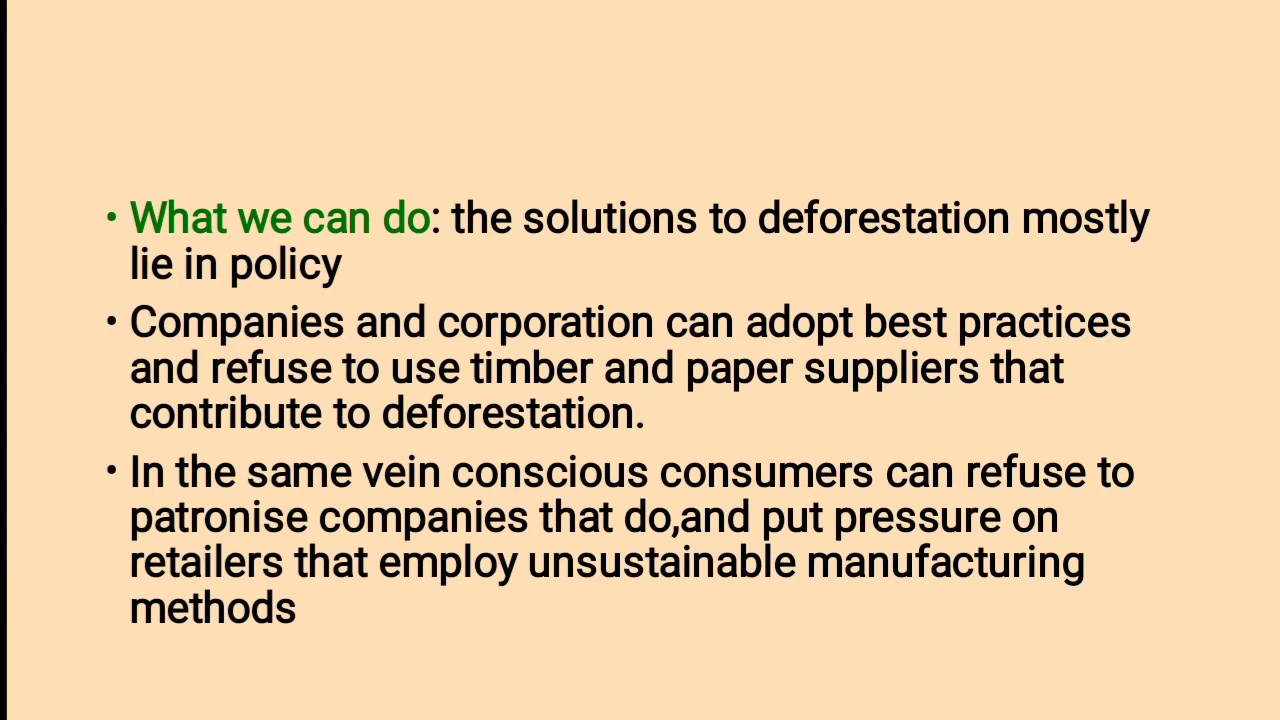 • What we can do: the solutions to deforestation mostly
lie in policy
• Companies and corporation can adopt best practices
and refuse to use timber and paper suppliers that
contribute to deforestation.
• In the same vein conscious consumers can refuse to
patronise companies that do,and put pressure on
retailers that employ unsustainable manufacturing
methods